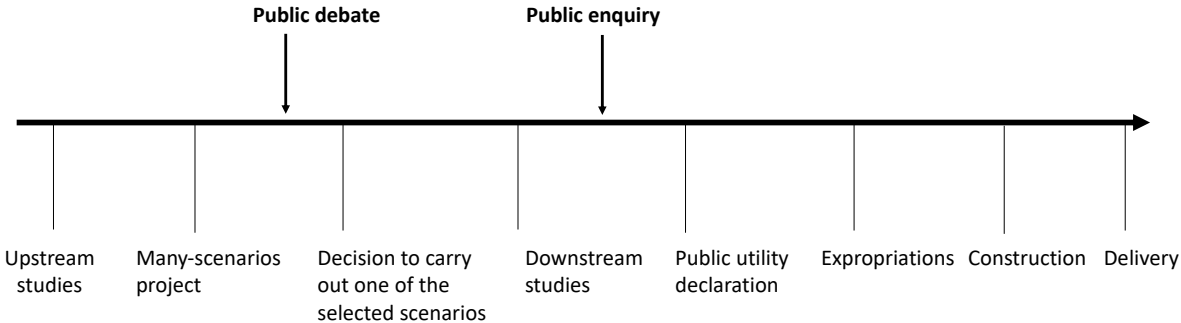 Public debate
Public enquiry
Upstream
studies
Many-scenarios
project
Decision to carry
out one of the
selected scenarios
Downstream
studies
Public utility
declaration
Expropriations
Construction
Delivery